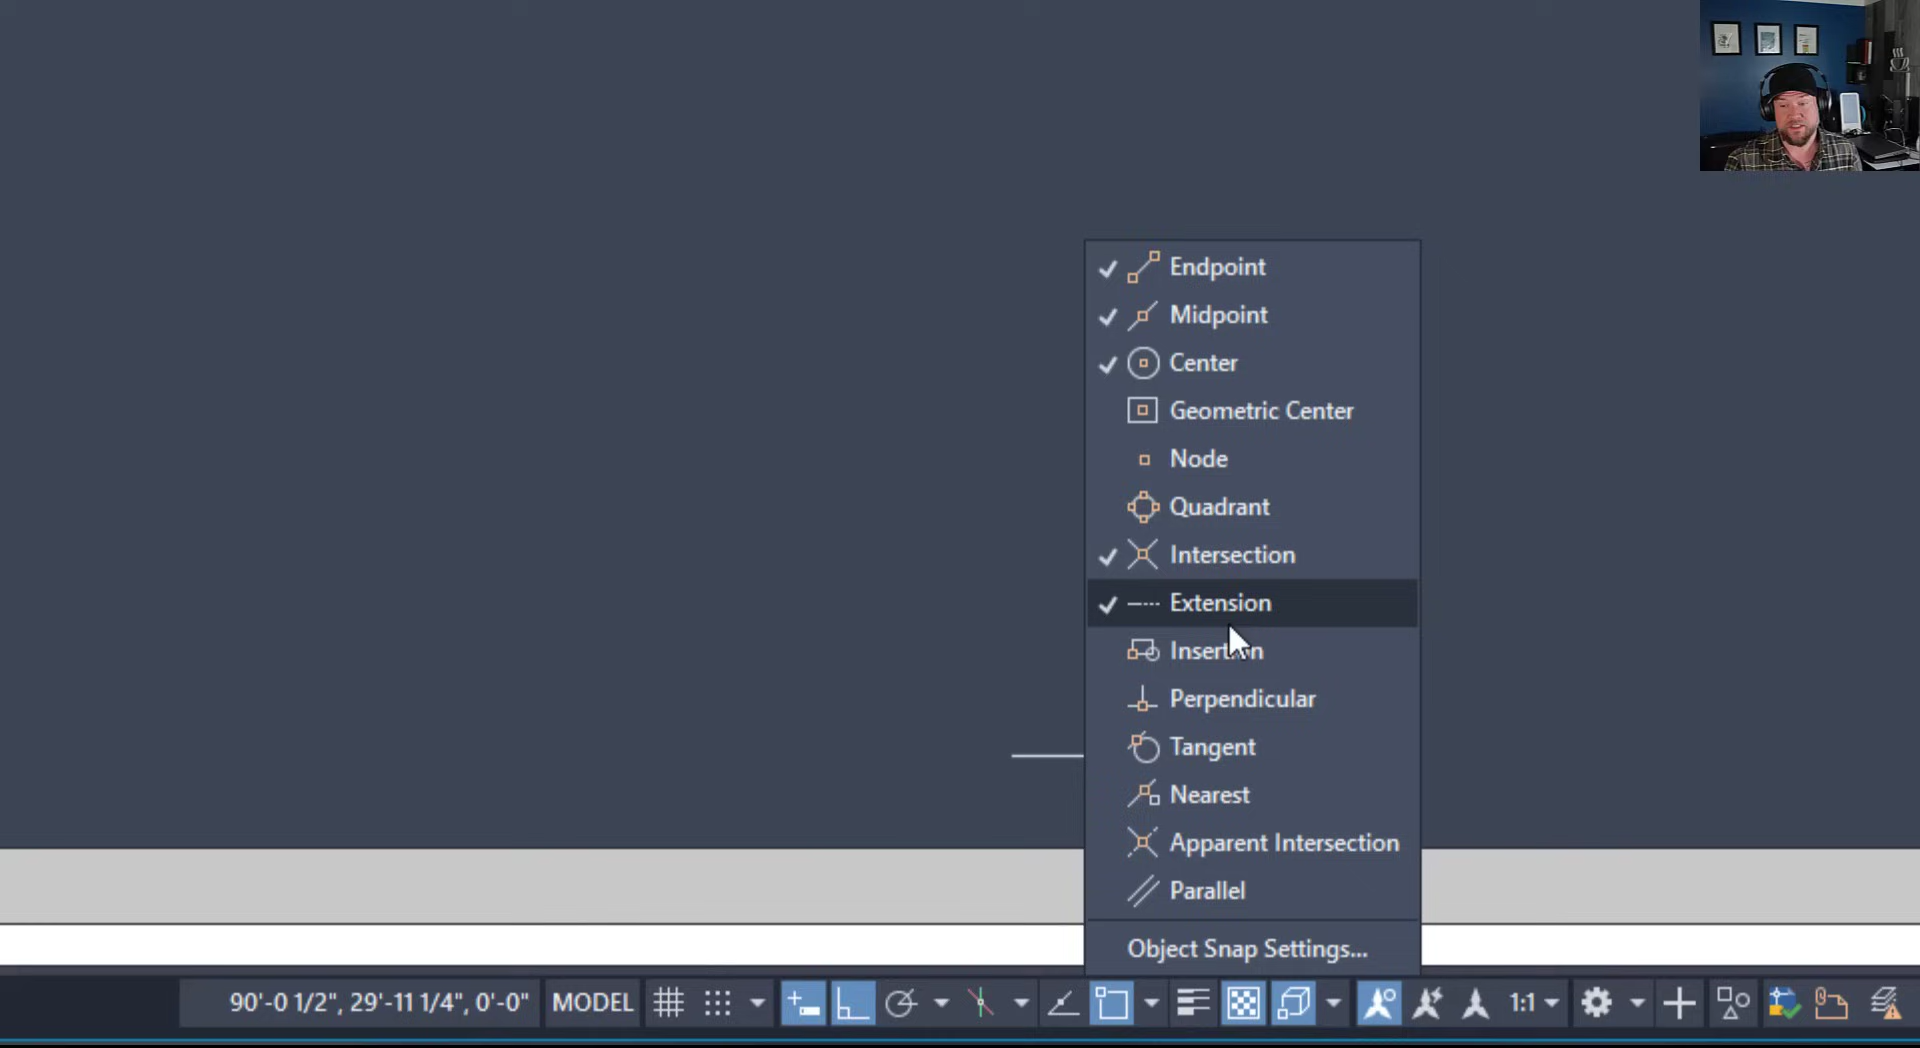 Endpoint
Midpoint
Center
Geometric Center
Node
Quadrant
Intersection
Extension
Insertion
Perpendicular
Tangent
Nearest
Apparent Intersection
Parallel
Object Snap Settings...
90'-0 1/2", 29'-11 1/4", 0'-0" MODEL 1:1